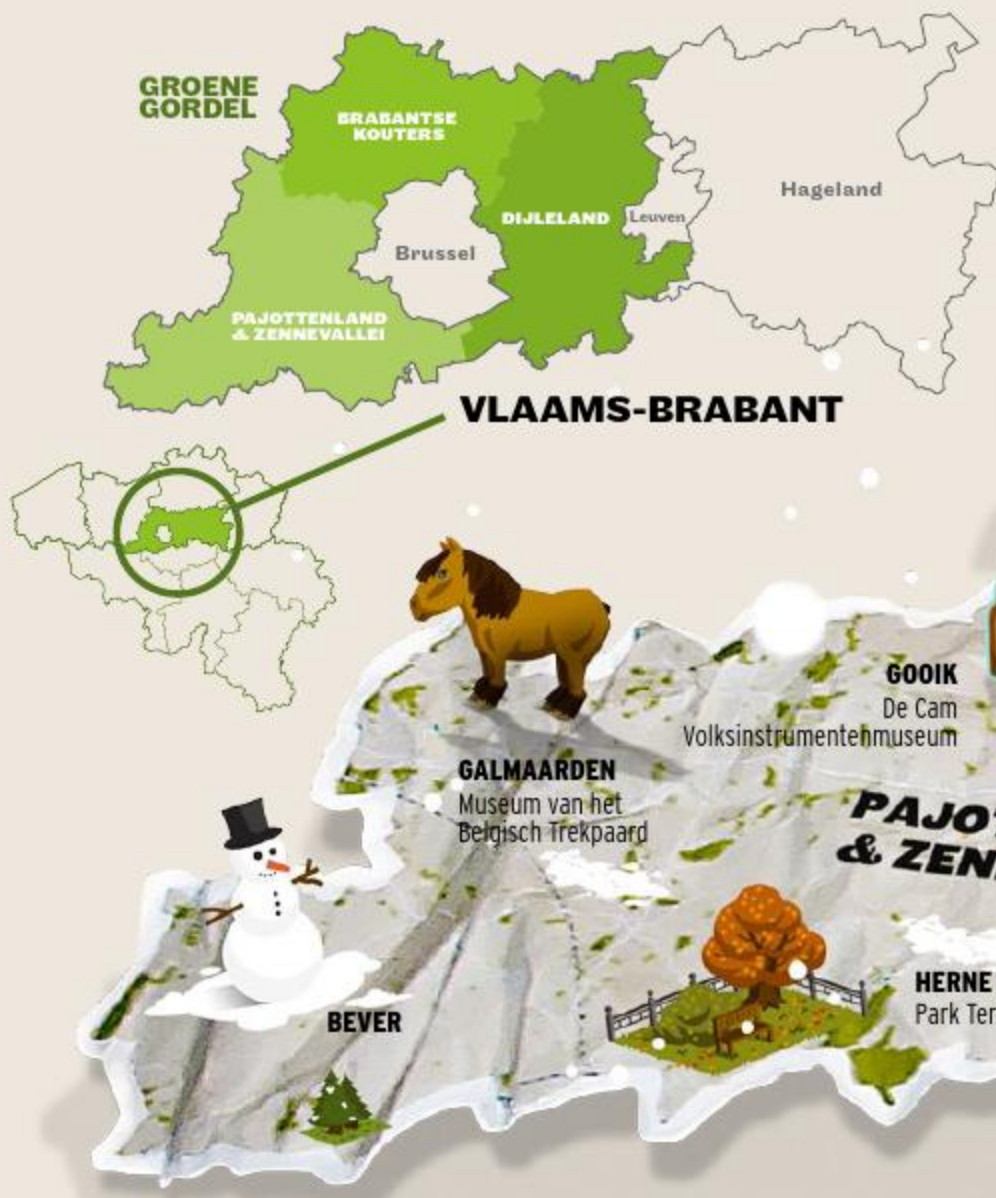 GROENE
GORDEL
BRABANTSE
KOUTERS
DIJLELAND
Leuven
Hageland
Brussel
PAJOTTENLAND
& ZENNEVALLEI
VLAAMS-BRABANT
GOOIK
De Cam
Volksinstrumentenmuseum
GALMAARDEN
Museum van het
Belgisch Trekpaard
PAJO
& ZEN
HERNE
Park Ter
BEVER